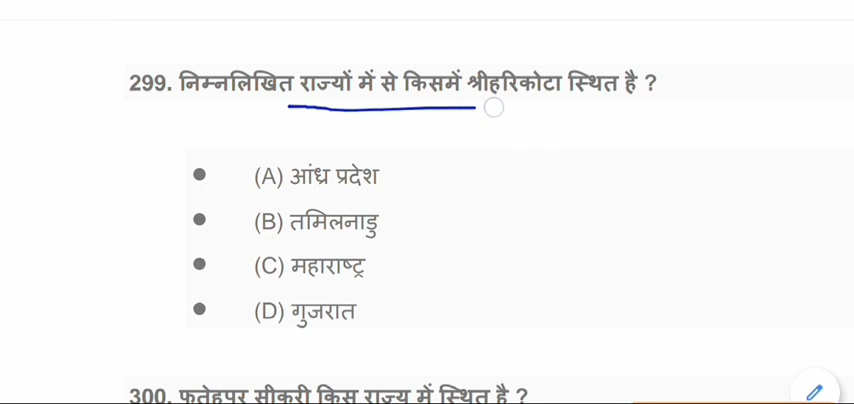 299. निम्नलिखित राज्यों में से किसमें श्रीहरिकोटा स्थित है ?
(A) आंध्र प्रदेश
(B) तमिलनाडु
(C) महाराष्ट्र
(D) गुजरात
300. फतेहपुर सीकरी किस राज्य में स्थित है ?